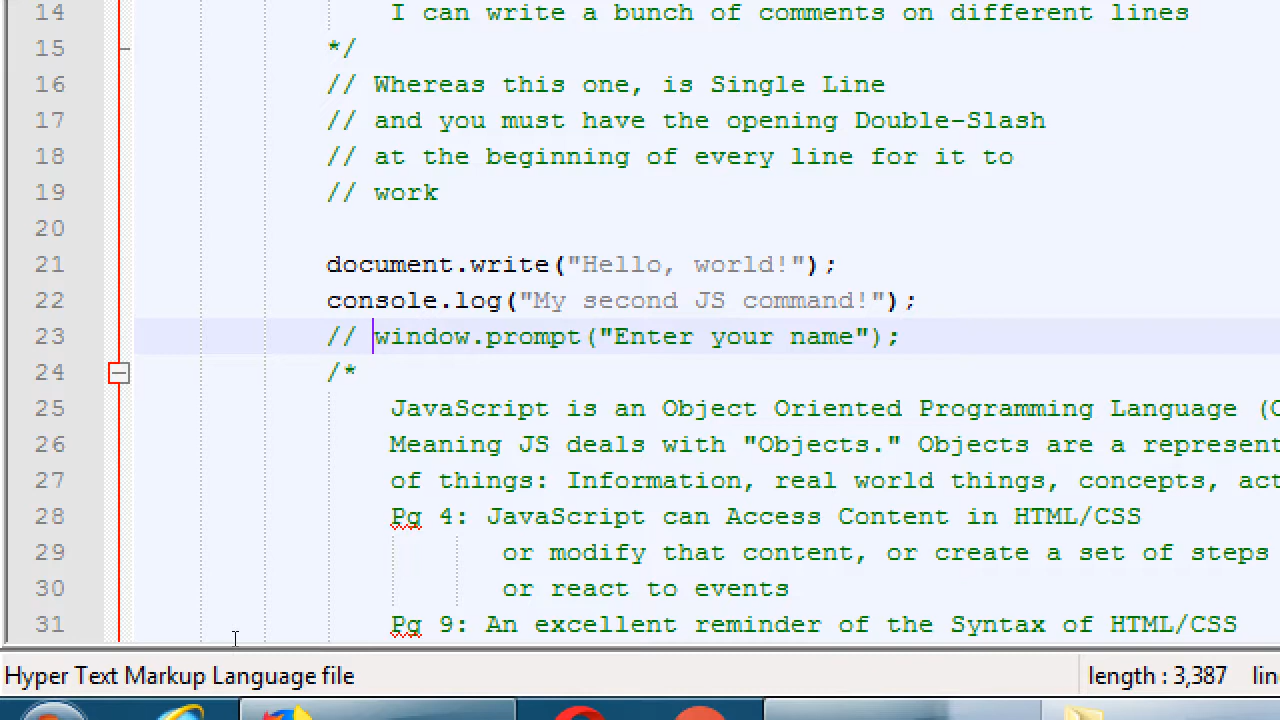 14 I can write a bunch of comments on different lines
15 */
16 // Whereas this one, is Single Line
17 // and you must have the opening Double-Slash
18 // at the beginning of every line for it to
19 // work
20
21 document.write("Hello, world!");
22 console.log("My second JS command!");
23 // window.prompt("Enter your name");
24 /*
25 JavaScript is an Object Oriented Programming Language (
26 Meaning JS deals with "Objects." Objects are a represent
27 of things: Information, real world things, concepts, act
28 Pg 4: JavaScript can Access Content in HTML/CSS
29 or modify that content, or create a set of steps
30 or react to events
31 Pg 9: An excellent reminder of the Syntax of HTML/CSS
Hyper Text Markup Language file length : 3,387 lin